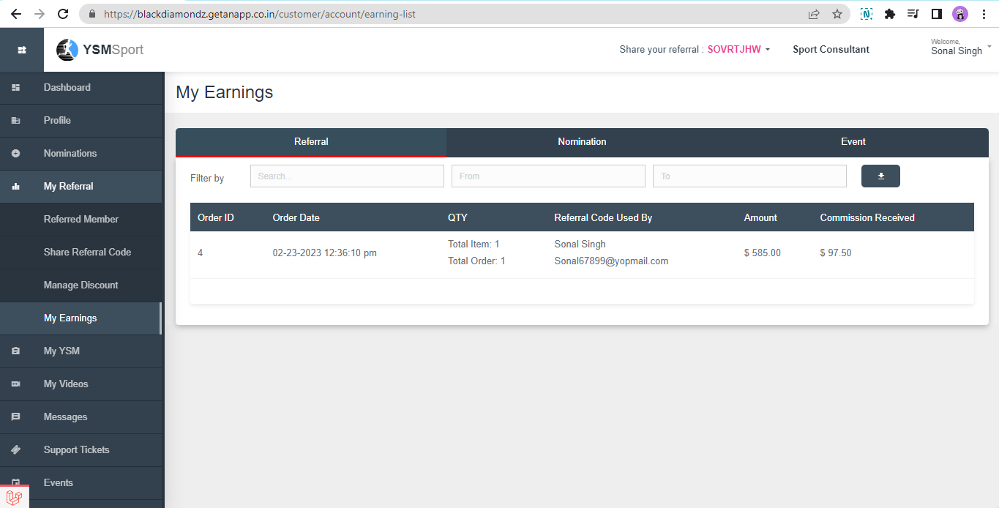 https://blackdiamondz.getanapp.co.in/customer/account/earning-list
YSMSport
Share your referral : SOVRTJHW
Sport Consultant
Welcome,
Sonal Singh
Dashboard
Profile
Nominations
My Referral
Referred Member
Share Referral Code
Manage Discount
My Earnings
My YSM
My Videos
Messages
Support Tickets
Events
My Earnings
Referral Nomination Event
Filter by Search... From To
Order ID Order Date QTY Referral Code Used By Amount Commission Received
4 02-23-2023 12:36:10 pm Total Item: 1 Sonal Singh $ 585.00 $ 97.50
Total Order: 1 Sonal67899@yopmail.com